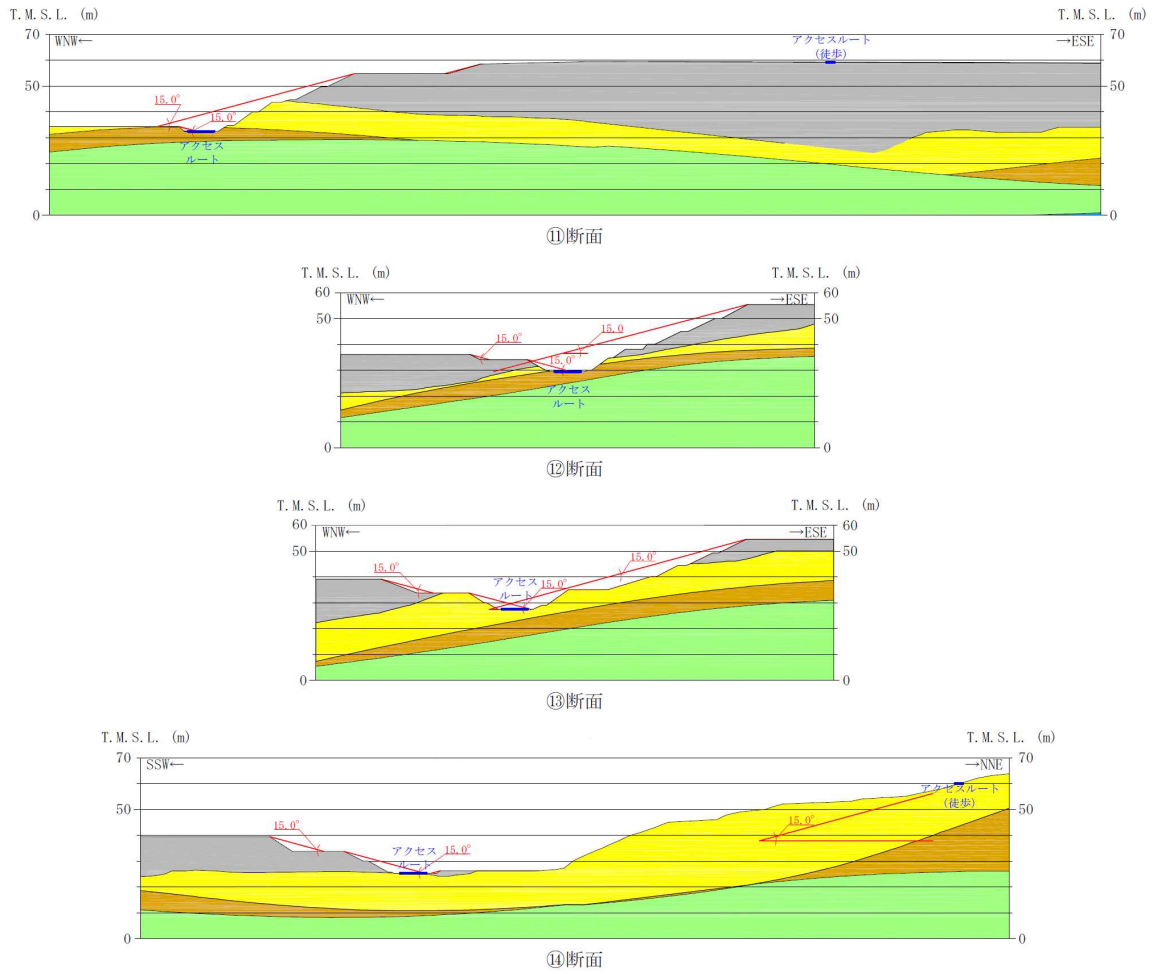 T. M. S. L. (m)
T. M. S. L. (m)
70
WNW←
アクセスルート
(徒歩)
→ESE
70
50
50
15.0°
15.0°
アクセス
ルート
0
0
⑪断面
T. M. S. L. (m)
T. M. S. L. (m)
60
WNW←
→ESE
60
50
50
15.0°
15.0
15.0°
アクセス
ルート
0
0
⑫断面
T. M. S. L. (m)
T. M. S. L. (m)
60
WNW←
→ESE
60
50
50
15.0°
アクセス
ルート
15.0°
15.0°
0
0
⑬断面
T. M. S. L. (m)
T. M. S. L. (m)
70
SSW←
→NNE
70
アクセスルート
(徒歩)
50
50
15.0°
15.0°
アクセス
ルート
15.0°
0
0
⑭断面